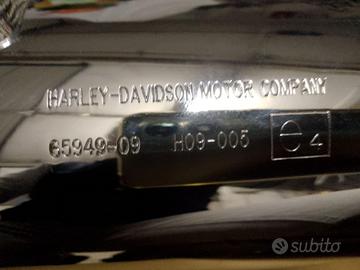 HARLEY-DAVIDSON MOTOR COMPANY
65949-09 H09-005 e4
subito